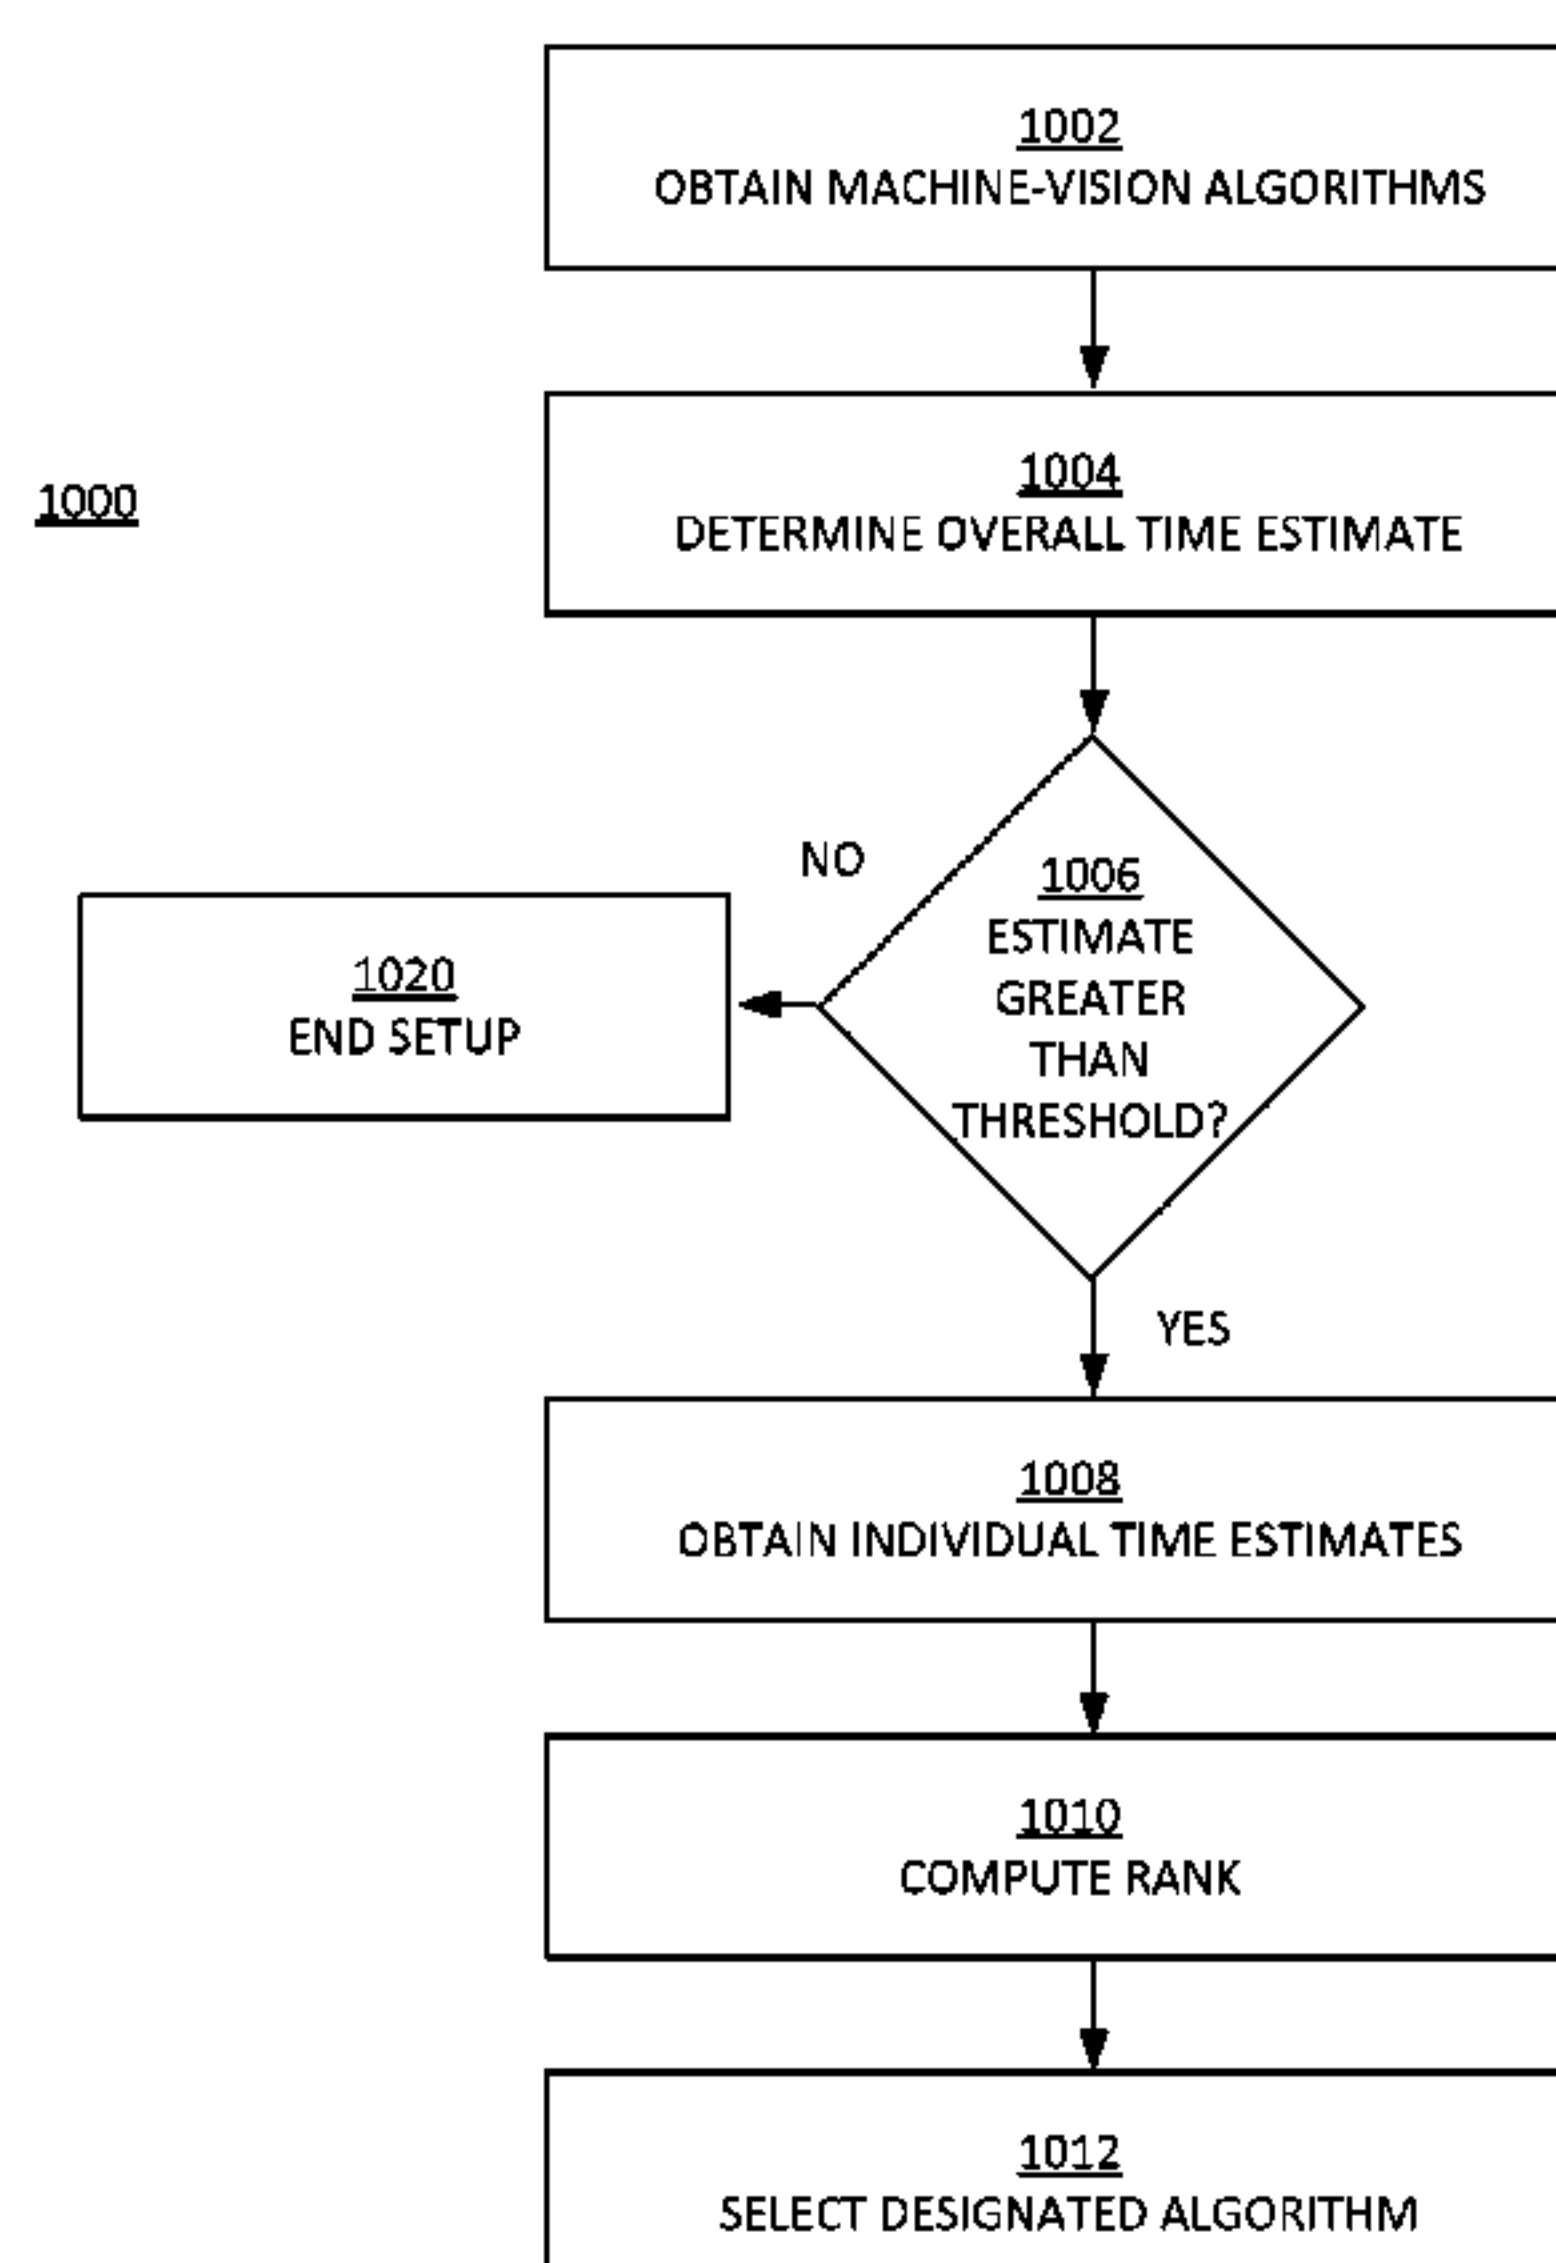 1002
OBTAIN MACHINE-VISION ALGORITHMS
1004
DETERMINE OVERALL TIME ESTIMATE
1000
NO
1006
ESTIMATE
GREATER
THAN
THRESHOLD?
1020
END SETUP
YES
1008
OBTAIN INDIVIDUAL TIME ESTIMATES
1010
COMPUTE RANK
1012
SELECT DESIGNATED ALGORITHM